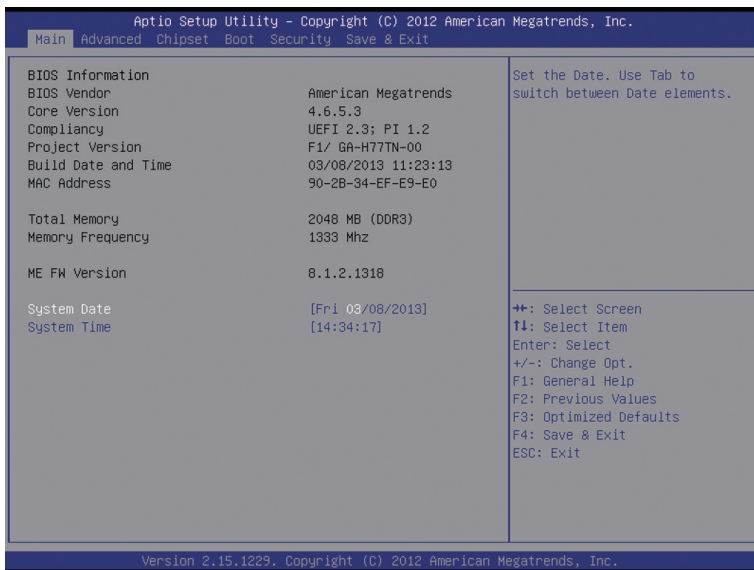 Aptio Setup Utility – Copyright (C) 2012 American Megatrends, Inc.
Main Advanced Chipset Boot Security Save & Exit
BIOS Information
BIOS Vendor American Megatrends
Core Version 4.6.5.3
Compliancy UEFI 2.3; PI 1.2
Project Version F1/ GA-H77TN-00
Build Date and Time 03/08/2013 11:23:13
MAC Address 90-2B-34-EF-E9-E0
Total Memory 2048 MB (DDR3)
Memory Frequency 1333 Mhz
ME FW Version 8.1.2.1318
System Date [Fri 03/08/2013]
System Time [14:34:17]
Set the Date. Use Tab to
switch between Date elements.
→←: Select Screen
↑↓: Select Item
Enter: Select
+/-: Change Opt.
F1: General Help
F2: Previous Values
F3: Optimized Defaults
F4: Save & Exit
ESC: Exit
Version 2.15.1229. Copyright (C) 2012 American Megatrends, Inc.